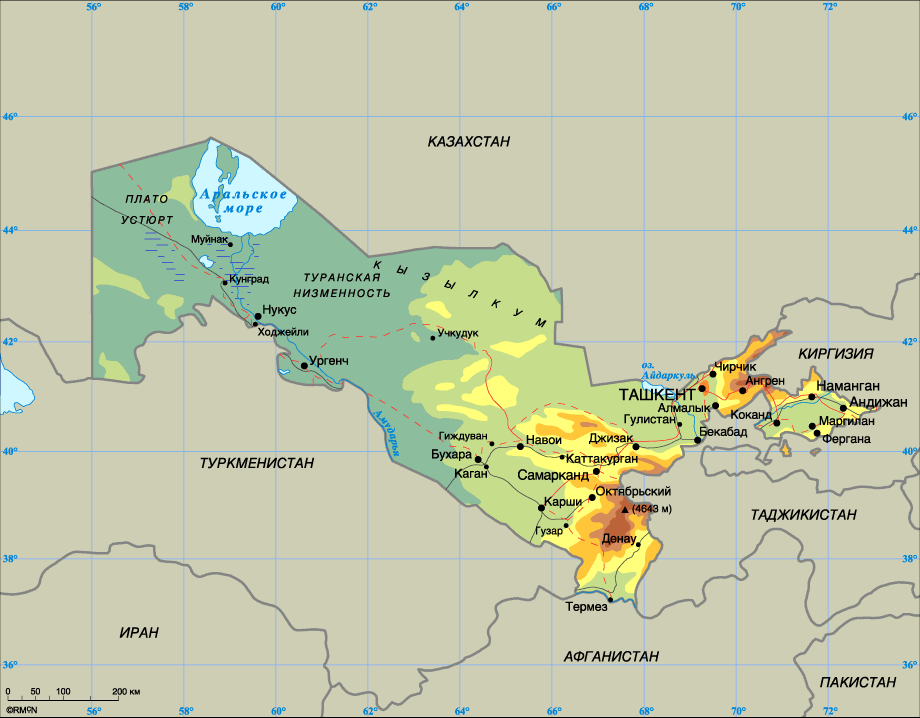 56° 58° 60° 62° 64° 66° 68° 70° 72°
46° 46°
КАЗАХСТАН
Аральское
море
ПЛАТО
УСТЮРТ
44° 44°
Муйнак
КЫЗЫЛКУМ
ТУРАНСКАЯ
НИЗМЕННОСТЬ
Кунград
Нукус
Ходжейли
Учкудук
42° 42°
КИРГИЗИЯ
Ургенч
оз.
Айдаркуль
Чирчик
Ангрен
ТАШКЕНТ
Наманган
Алмалык
Андижан
Коканд
Гулистан
Маргилан
Амударья
Бекабад
Фергана
Гиждуван
Навои
Джизак
40° 40°
Бухара
Каттакурган
ТУРКМЕНИСТАН
Каган
Самарканд
Октябрьский
Карши
(4643 м)
ТАДЖИКИСТАН
Гузар
Денау
38° 38°
Термез
ИРАН
АФГАНИСТАН
36° 36°
ПАКИСТАН
0 50 100 200 км
©RMCN
56° 58° 60° 62° 64° 66° 68° 70° 72°